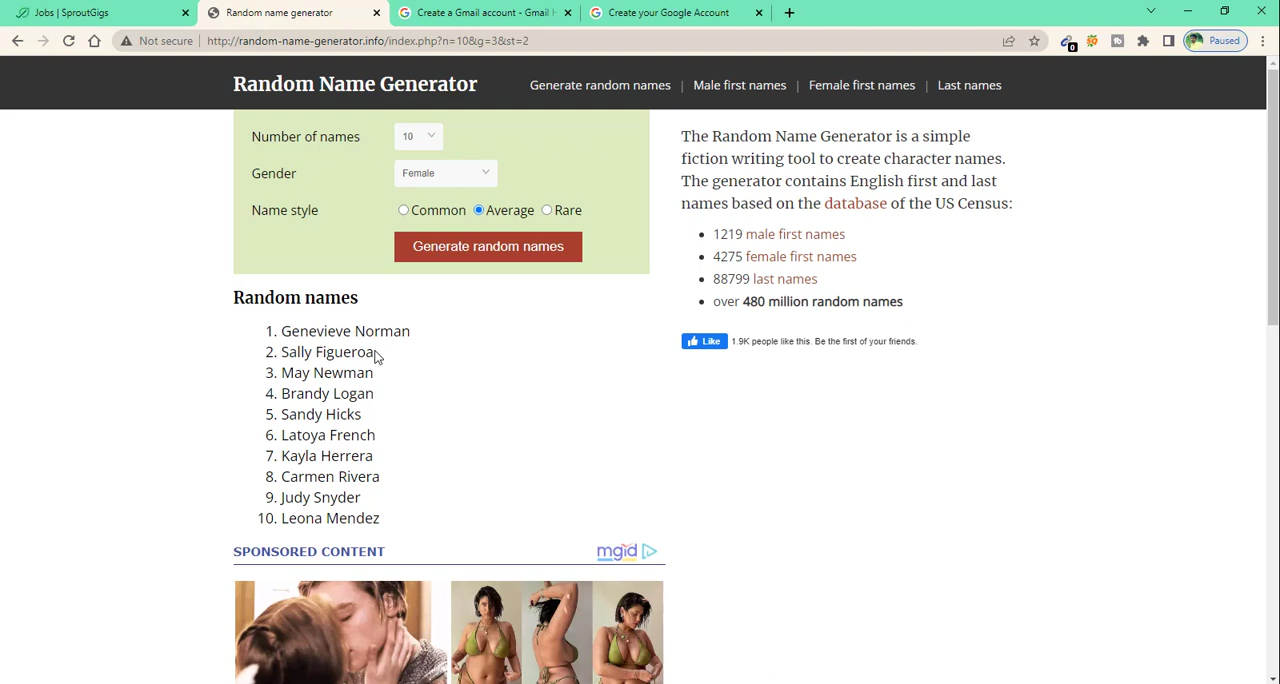 Jobs | SproutGigs
Random name generator
Create a Gmail account - Gmail H
Create your Google Account
Not secure
http://random-name-generator.info/index.php?n=10&g=3&st=2
0
Paused
Random Name Generator
Generate random names | Male first names | Female first names | Last names
Number of names 10
Gender Female
Name style Common Average Rare
Generate random names
The Random Name Generator is a simple
fiction writing tool to create character names.
The generator contains English first and last
names based on the database of the US Census:
1219 male first names
4275 female first names
88799 last names
over 480 million random names
Like 1.9K people like this. Be the first of your friends.
Random names
1. Genevieve Norman
2. Sally Figueroa
3. May Newman
4. Brandy Logan
5. Sandy Hicks
6. Latoya French
7. Kayla Herrera
8. Carmen Rivera
9. Judy Snyder
10. Leona Mendez
SPONSORED CONTENT
mgid